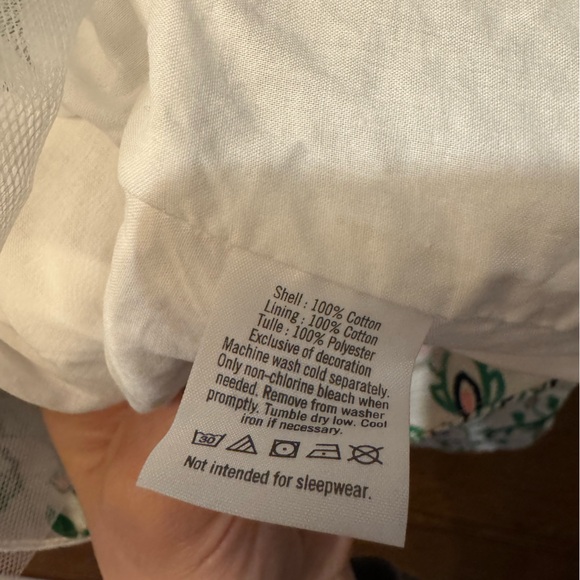 Shell : 100% Cotton
Lining : 100% Cotton
Tulle : 100% Polyester
Exclusive of decoration
Machine wash cold separately.
Only non-chlorine bleach when
needed. Remove from washer
promptly. Tumble dry low. Cool
iron if necessary.
30
Not intended for sleepwear.